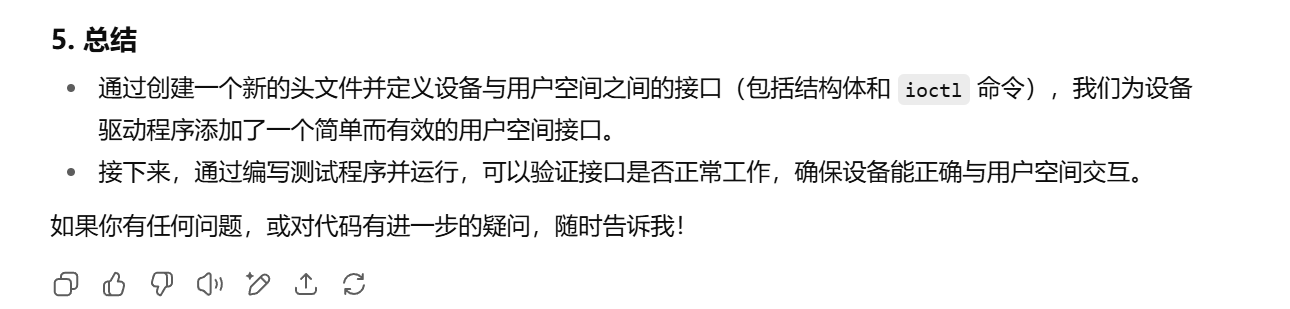 5. 总结
通过创建一个新的头文件并定义设备与用户空间之间的接口（包括结构体和 ioctl 命令），我们为设备
驱动程序添加了一个简单而有效的用户空间接口。
接下来，通过编写测试程序并运行，可以验证接口是否正常工作，确保设备能正确与用户空间交互。
如果你有任何问题，或对代码有进一步的疑问，随时告诉我！